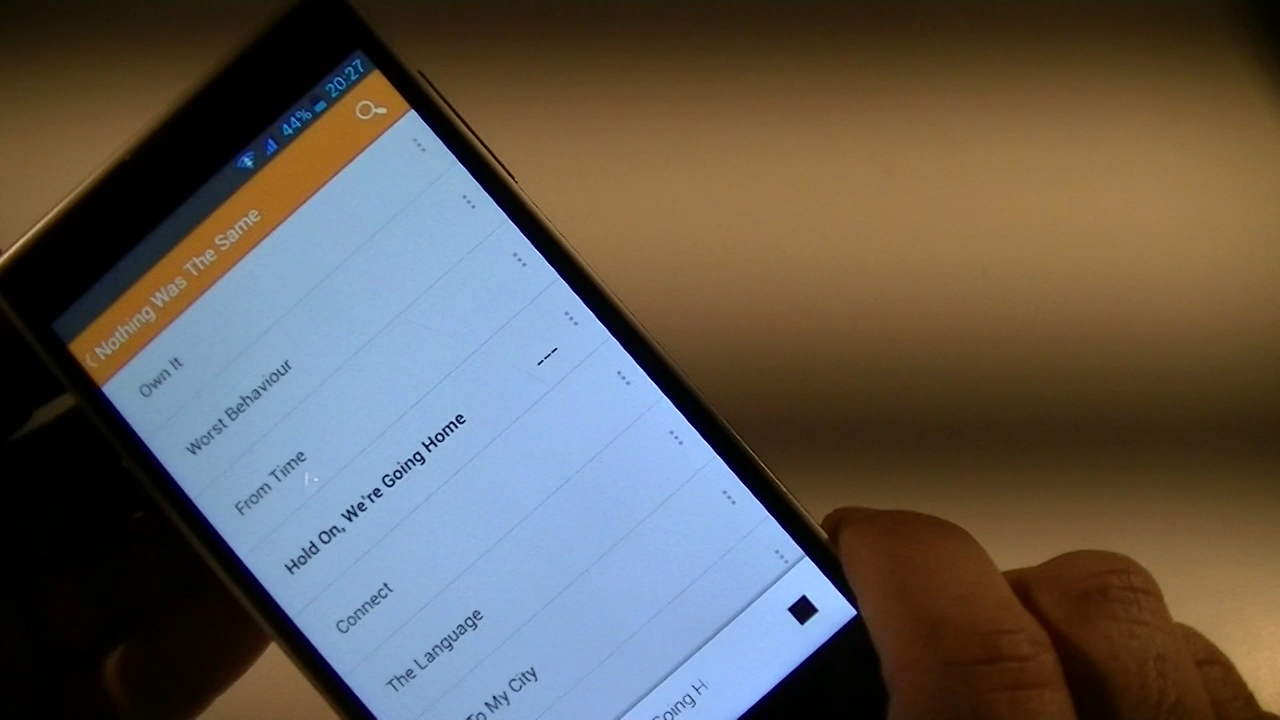 44% 20:27
Nothing Was The Same
Own It
Worst Behaviour
From Time
Hold On, We're Going Home
Connect
The Language
To My City
Going H